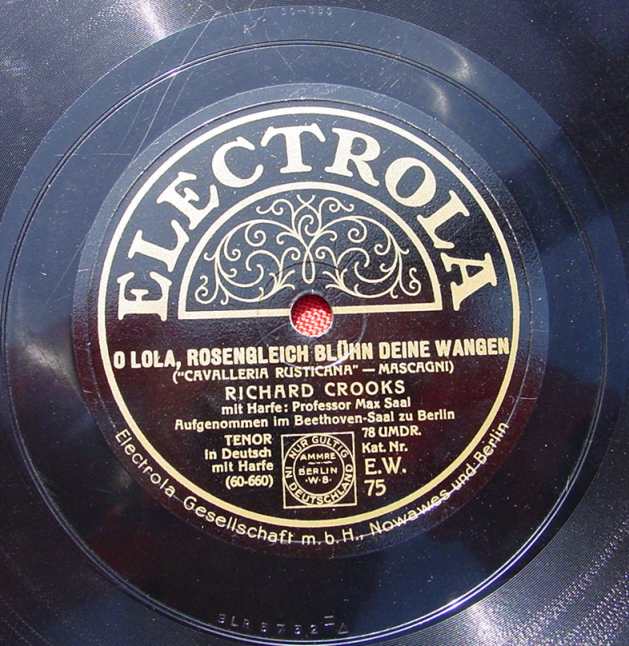 ELECTROLA
O LOLA, ROSENGLEICH BLÜHN DEINE WANGEN
("CAVALLERIA RUSTICANA" — MASCAGNI)
RICHARD CROOKS
mit Harfe: Professor Max Saal
Aufgenommen im Beethoven-Saal zu Berlin
TENOR
in Deutsch
mit Harfe
(60-660)
NUR GÜLTIG
IN DEUTSCHLAND
AMMRE
BERLIN
·W·8·
78 UMDR.
Kat. Nr.
E.W.
75
Electrola Gesellschaft m.b.H., Nowawes und Berlin